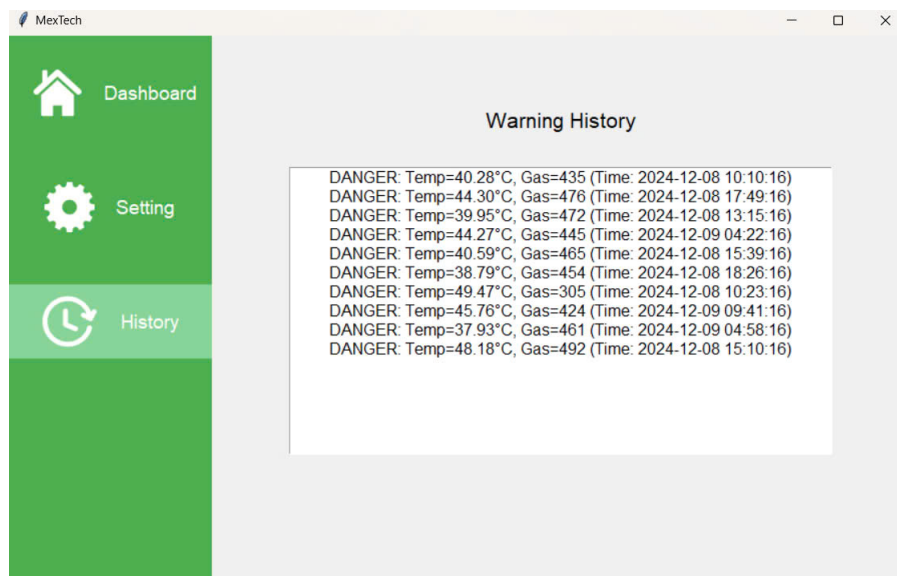 MexTech
Dashboard
Setting
History
Warning History
DANGER: Temp=40.28°C, Gas=435 (Time: 2024-12-08 10:10:16)
DANGER: Temp=44.30°C, Gas=476 (Time: 2024-12-08 17:49:16)
DANGER: Temp=39.95°C, Gas=472 (Time: 2024-12-08 13:15:16)
DANGER: Temp=44.27°C, Gas=445 (Time: 2024-12-09 04:22:16)
DANGER: Temp=40.59°C, Gas=465 (Time: 2024-12-08 15:39:16)
DANGER: Temp=38.79°C, Gas=454 (Time: 2024-12-08 18:26:16)
DANGER: Temp=49.47°C, Gas=305 (Time: 2024-12-08 10:23:16)
DANGER: Temp=45.76°C, Gas=424 (Time: 2024-12-09 09:41:16)
DANGER: Temp=37.93°C, Gas=461 (Time: 2024-12-09 04:58:16)
DANGER: Temp=48.18°C, Gas=492 (Time: 2024-12-08 15:10:16)